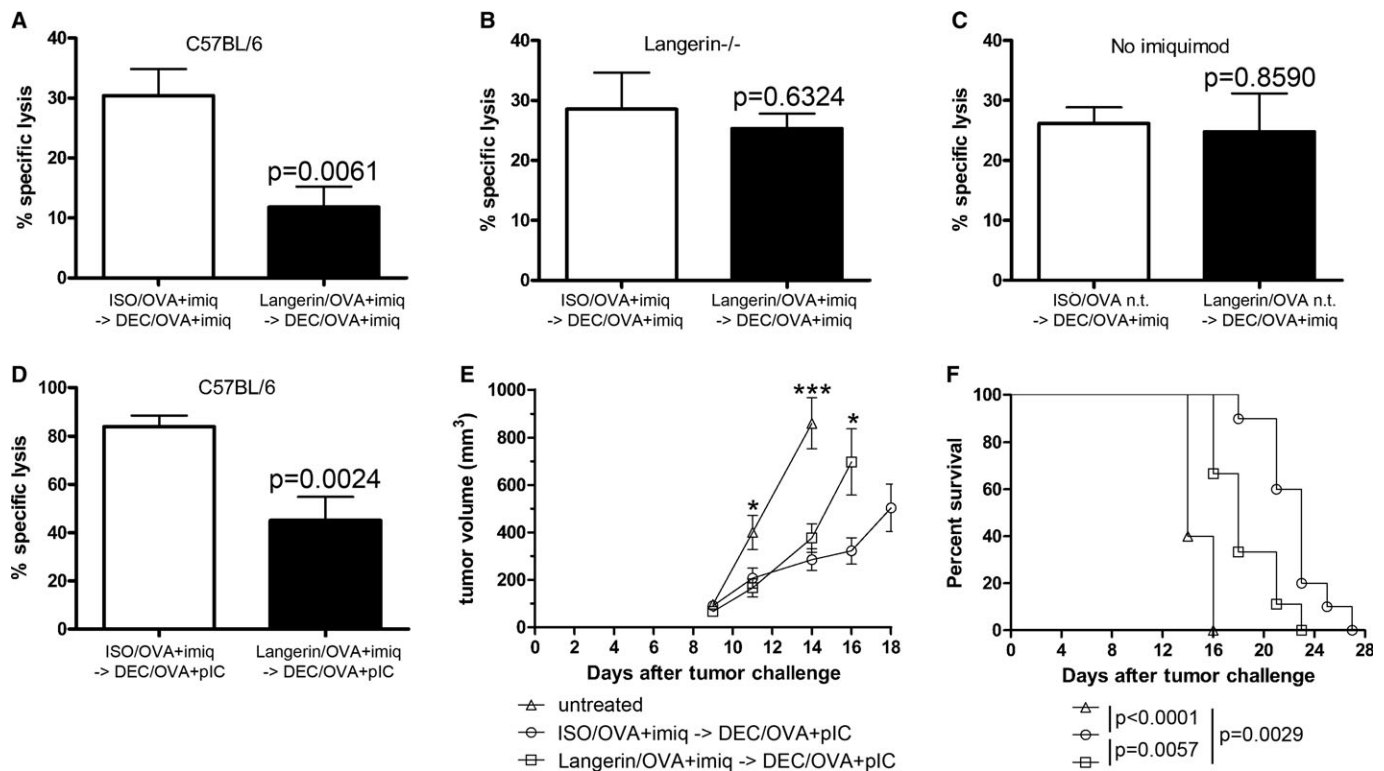 A
C57BL/6
% specific lysis
40
30
20
10
0
p=0.0061
ISO/OVA+imiq
-> DEC/OVA+imiq
Langerin/OVA+imiq
-> DEC/OVA+imiq
B
Langerin-/-
% specific lysis
40
30
20
10
0
p=0.6324
ISO/OVA+imiq
-> DEC/OVA+imiq
Langerin/OVA+imiq
-> DEC/OVA+imiq
C
No imiquimod
% specific lysis
40
30
20
10
0
p=0.8590
ISO/OVA n.t.
-> DEC/OVA+imiq
Langerin/OVA n.t.
-> DEC/OVA+imiq
D
C57BL/6
% specific lysis
100
80
60
40
20
0
p=0.0024
ISO/OVA+imiq
-> DEC/OVA+pIC
Langerin/OVA+imiq
-> DEC/OVA+pIC
E
tumor volume (mm³)
1000
800
600
400
200
0
*
***
*
0 2 4 6 8 10 12 14 16 18
Days after tumor challenge
untreated
ISO/OVA+imiq -> DEC/OVA+pIC
Langerin/OVA+imiq -> DEC/OVA+pIC
F
Percent survival
100
80
60
40
20
0
0 4 8 12 16 20 24 28
Days after tumor challenge
p<0.0001
p=0.0057
p=0.0029